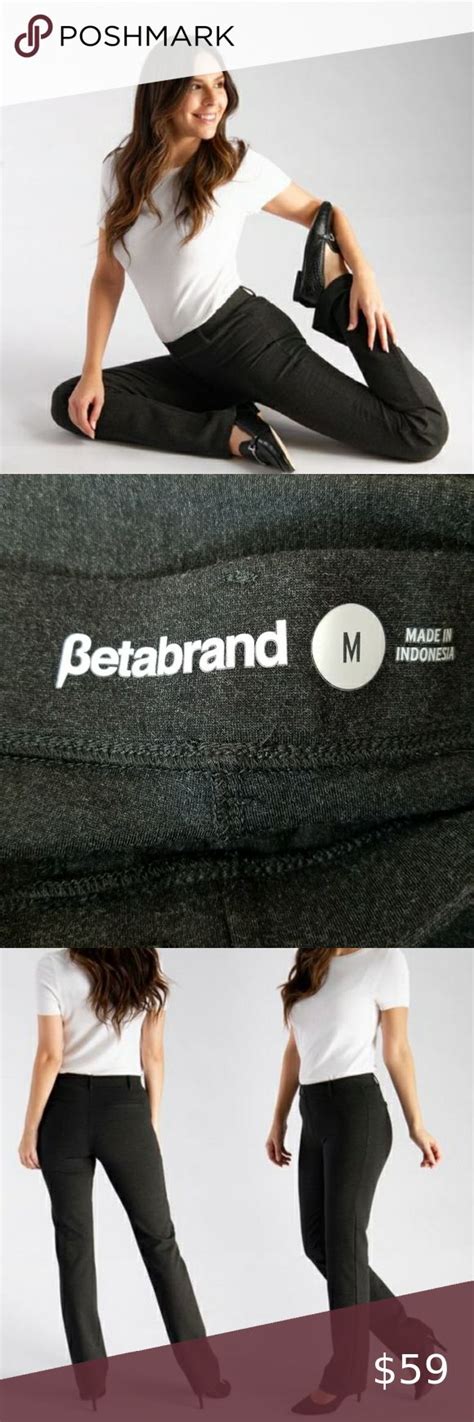 POSHMARK
βetabrand
M
MADE IN
INDONESIA
$59